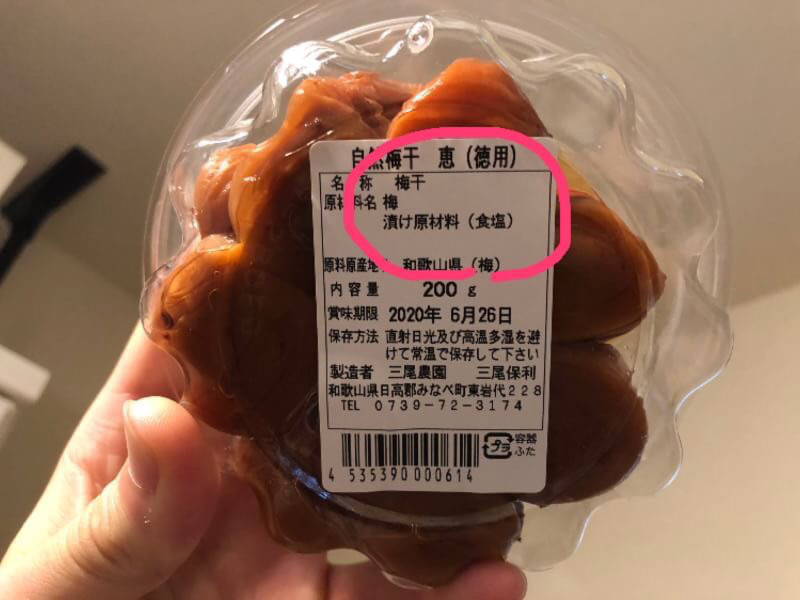 自然梅干 恵(徳用)
名称 梅干
原材料名 梅
漬け原材料(食塩)
原料原産地 和歌山県(梅)
内容量 200g
賞味期限 2020年 6月26日
保存方法 直射日光及び高温多湿を避
けて常温で保存して下さい
製造者 三尾農園 三尾保利
和歌山県日高郡みなべ町東岩代228
TEL 0739-72-3174
4 535390 000614
プラ 容器
ふた